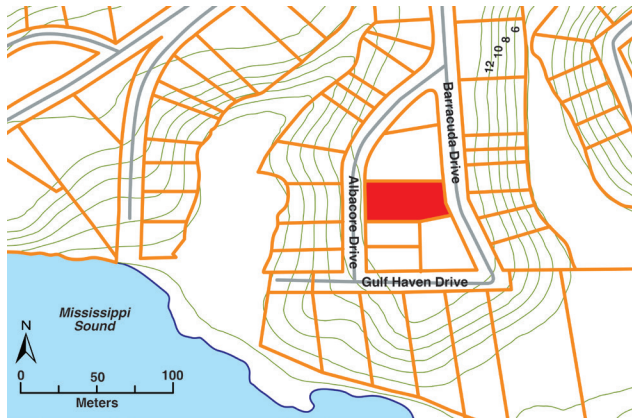 6
8
10
12
Barracuda Drive
Albacore Drive
Gulf Haven Drive
Mississippi
Sound
N
0 50 100
Meters